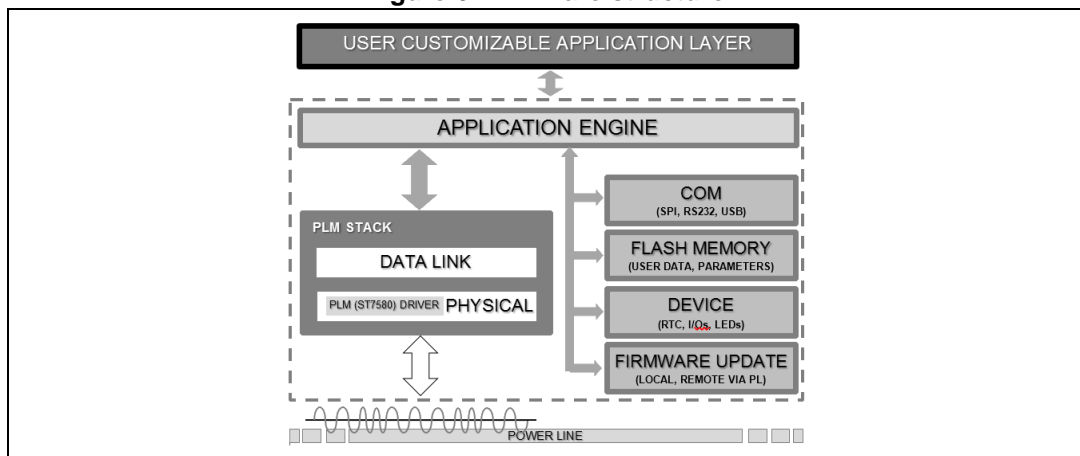 USER CUSTOMIZABLE APPLICATION LAYER
APPLICATION ENGINE
PLM STACK
DATA LINK
PLM (ST7580) DRIVER PHYSICAL
COM
(SPI, RS232, USB)
FLASH MEMORY
(USER DATA, PARAMETERS)
DEVICE
(RTC, I/Os, LEDs)
FIRMWARE UPDATE
(LOCAL, REMOTE VIA PL)
POWER LINE